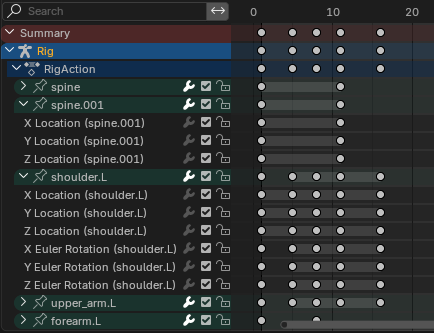 Search 0 10 20
Summary
Rig
RigAction
spine
spine.001
X Location (spine.001)
Y Location (spine.001)
Z Location (spine.001)
shoulder.L
X Location (shoulder.L)
Y Location (shoulder.L)
Z Location (shoulder.L)
X Euler Rotation (shoulder.L)
Y Euler Rotation (shoulder.L)
Z Euler Rotation (shoulder.L)
upper_arm.L
forearm.L